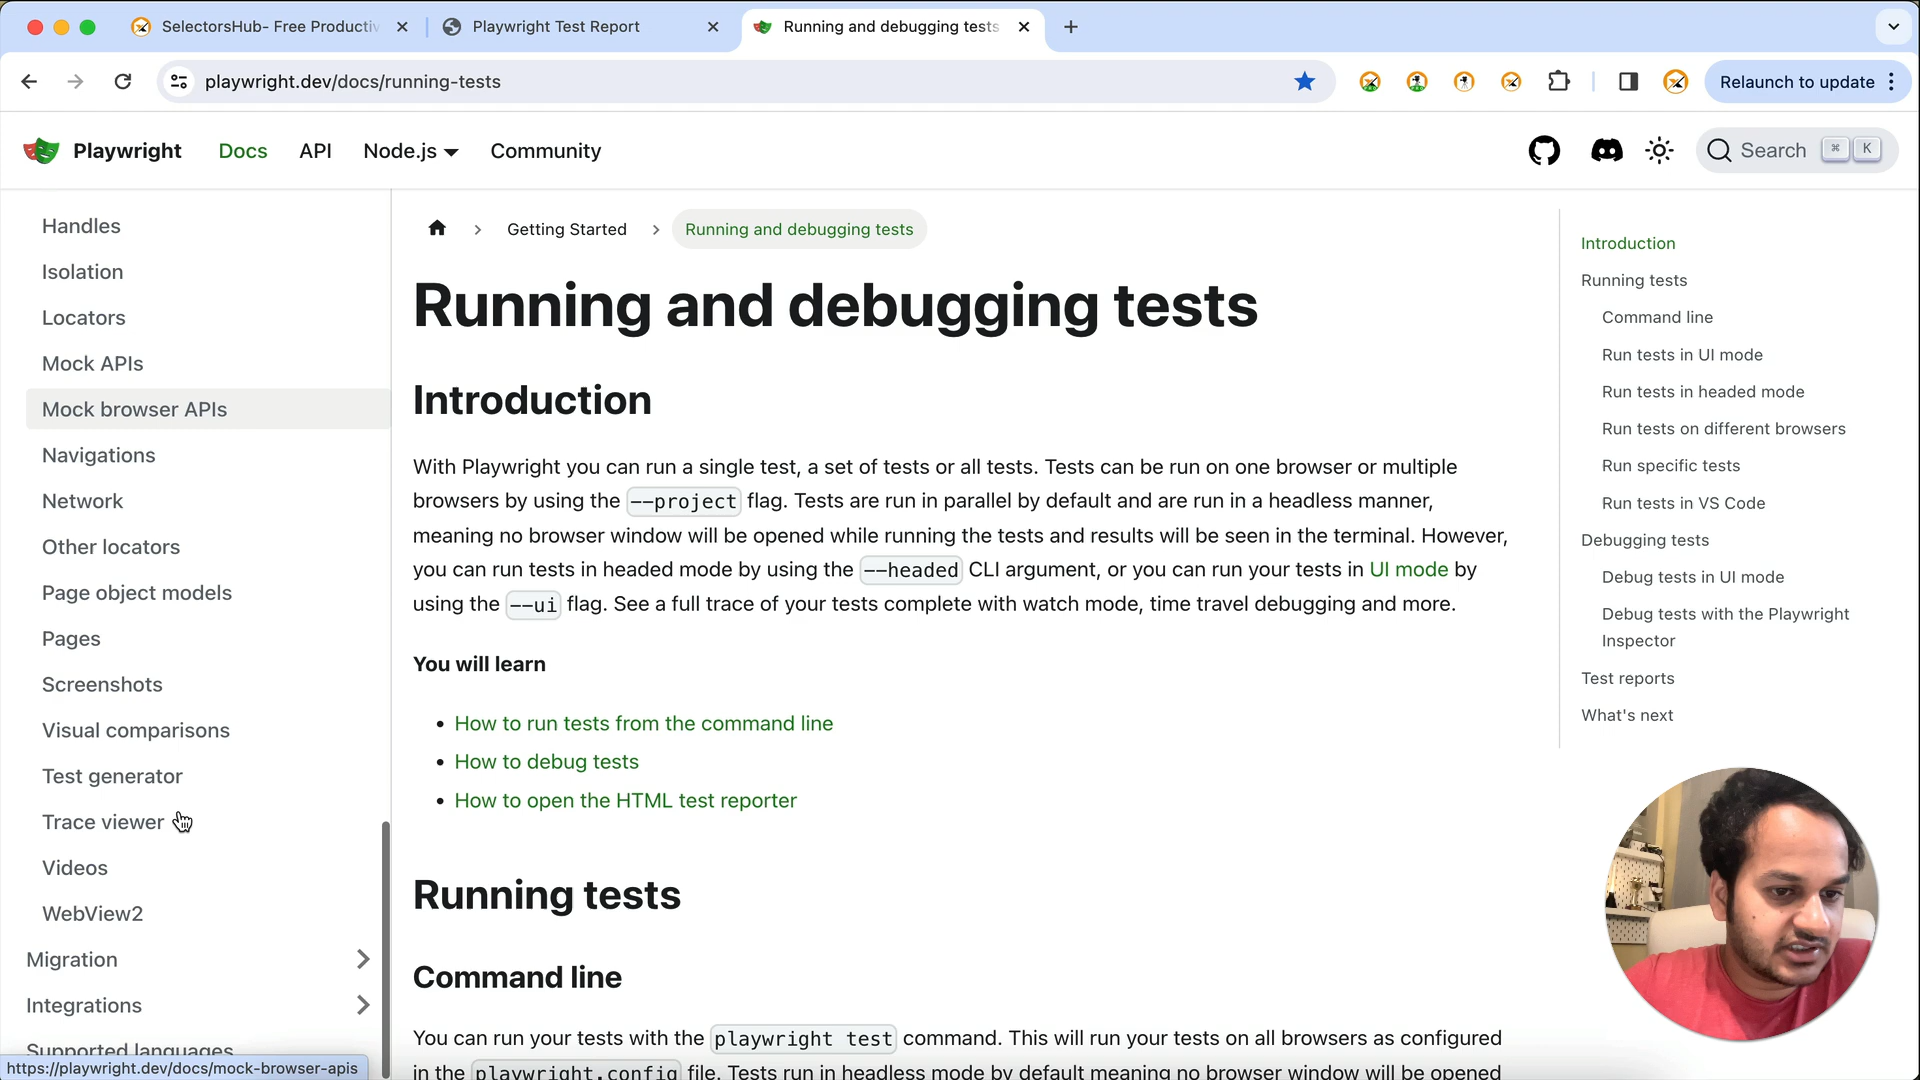 SelectorsHub- Free Productiv
Playwright Test Report
Running and debugging tests
playwright.dev/docs/running-tests
Relaunch to update
Playwright
Docs
API
Node.js
Community
Search ⌘ K
Handles
Isolation
Locators
Mock APIs
Mock browser APIs
Navigations
Network
Other locators
Page object models
Pages
Screenshots
Visual comparisons
Test generator
Trace viewer
Videos
WebView2
Migration
Integrations
Supported languages
https://playwright.dev/docs/mock-browser-apis
Getting Started
Running and debugging tests
Running and debugging tests
Introduction
With Playwright you can run a single test, a set of tests or all tests. Tests can be run on one browser or multiple
browsers by using the --project flag. Tests are run in parallel by default and are run in a headless manner,
meaning no browser window will be opened while running the tests and results will be seen in the terminal. However,
you can run tests in headed mode by using the --headed CLI argument, or you can run your tests in UI mode by
using the --ui flag. See a full trace of your tests complete with watch mode, time travel debugging and more.
You will learn
• How to run tests from the command line
• How to debug tests
• How to open the HTML test reporter
Running tests
Command line
You can run your tests with the playwright test command. This will run your tests on all browsers as configured
in the playwright.config file. Tests run in headless mode by default meaning no browser window will be opened
Introduction
Running tests
Command line
Run tests in UI mode
Run tests in headed mode
Run tests on different browsers
Run specific tests
Run tests in VS Code
Debugging tests
Debug tests in UI mode
Debug tests with the Playwright
Inspector
Test reports
What's next